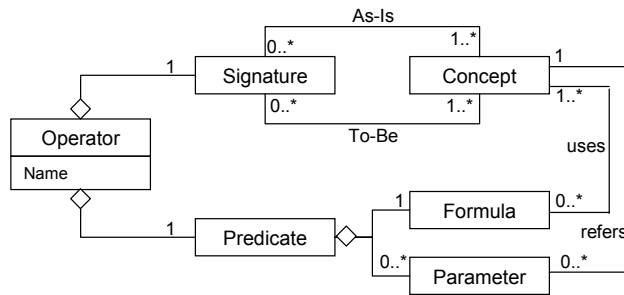 As-Is
0..*
1..*
1
Signature
Concept
1
0..*
1..*
1..*
To-Be
Operator
uses
Name
1
Formula
0..*
1
Predicate
refers
0..*
Parameter
0..*